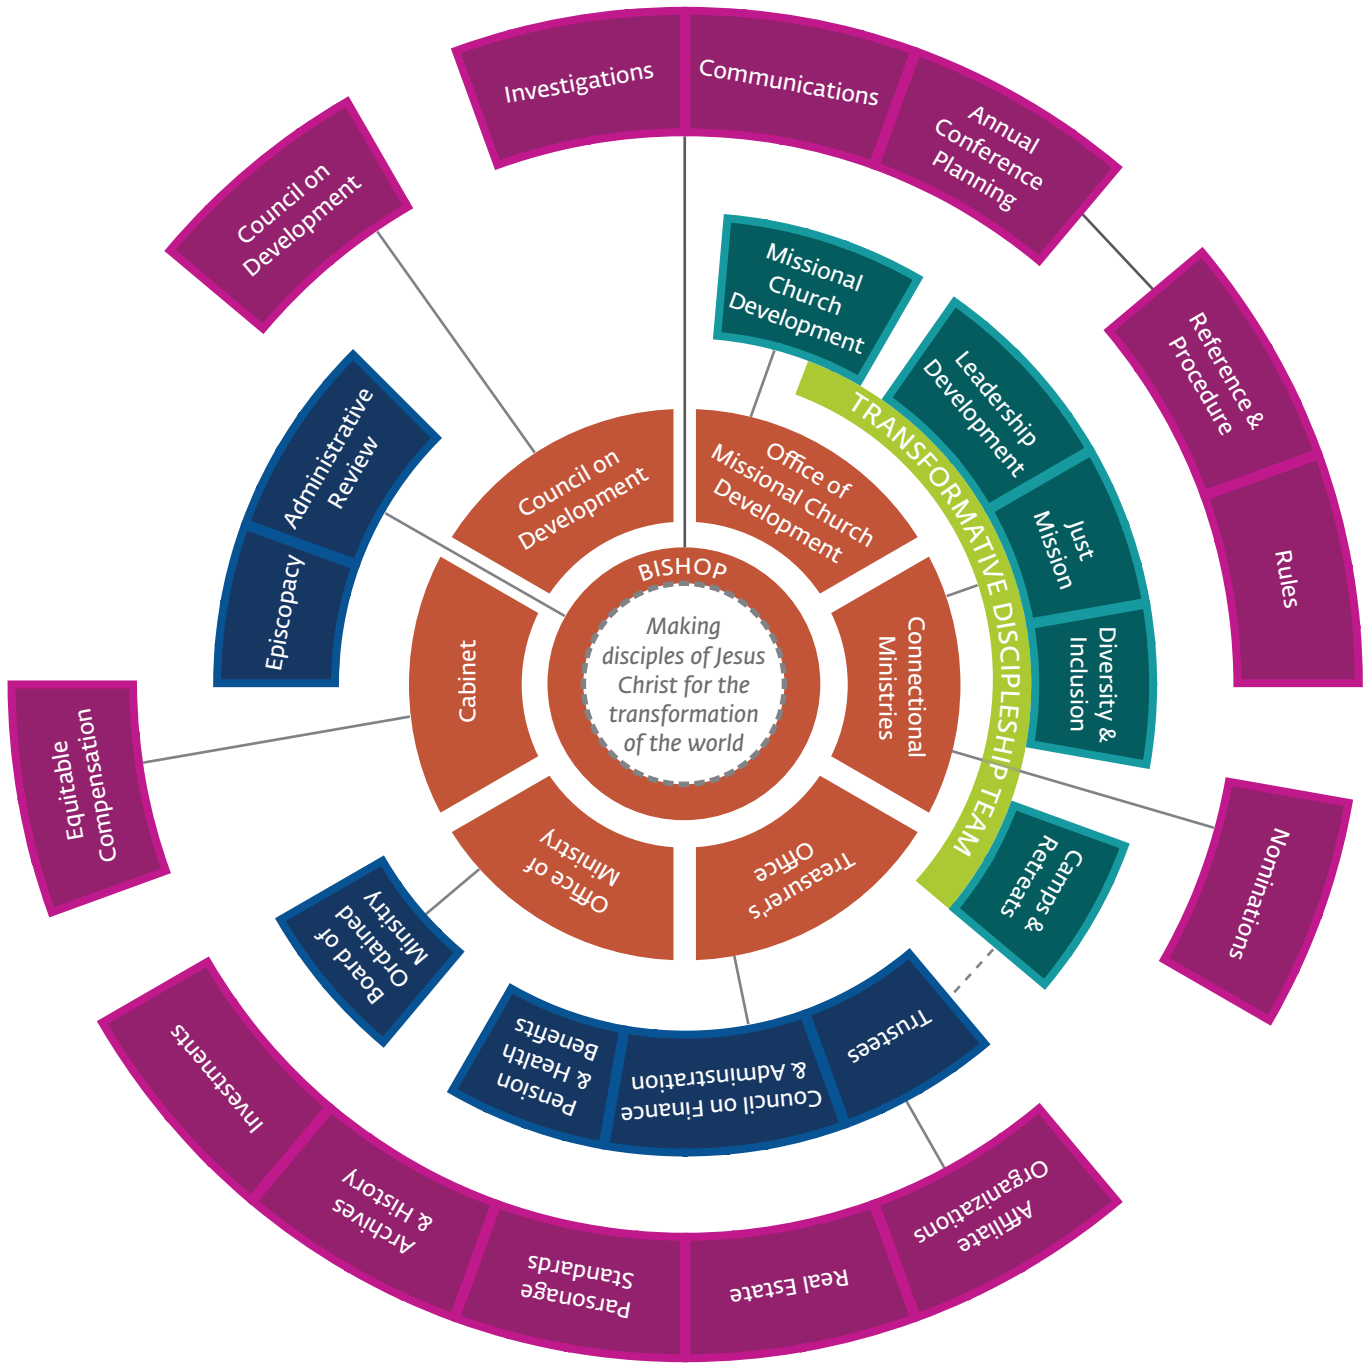 Investigations
Communications
Annual
Conference
Planning
Council on
Development
Missional
Church
Development
Reference &
Procedure
Rules
Leadership
Development
Just
Mission
Diversity &
Inclusion
Camps &
Retreats
TRANSFORMATIVE DISCIPLESHIP TEAM
Administrative
Review
Episcopacy
Council on
Development
Office of
Missional Church
Development
Cabinet
BISHOP
Making
disciples of Jesus
Christ for the
transformation
of the world
Connectional
Ministries
Office of
Ministry
Treasurer's
Office
Equitable
Compensation
Nominations
Board of
Ordained
Minsitry
Pension
& Health
Benefits
Council on Finance
& Adminstration
Trustees
Investments
Archives
& History
Parsonage
Standards
Real Estate
Affiliate
Organizations